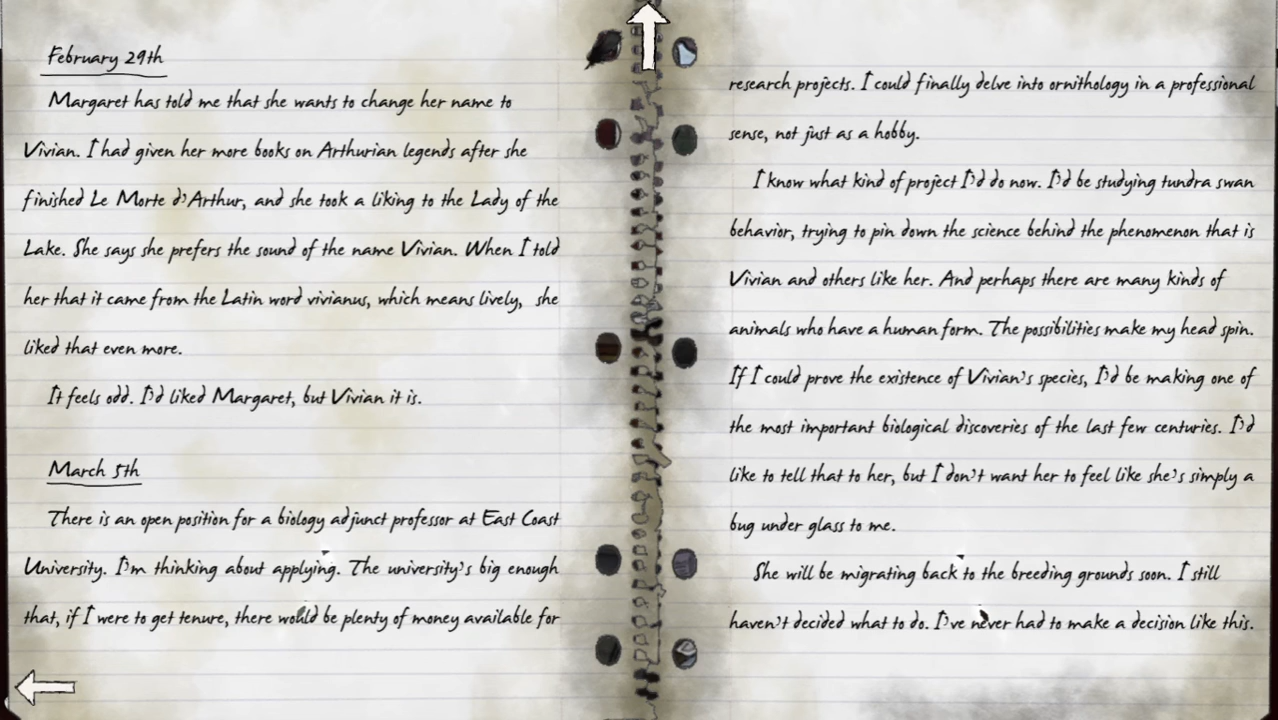 February 29th
Margaret has told me that she wants to change her name to
Vivian. I had given her more books on Arthurian legends after she
finished Le Morte d'Arthur, and she took a liking to the Lady of the
Lake. She says she prefers the sound of the name Vivian. When I told
her that it came from the Latin word vivianus, which means lively, she
liked that even more.
It feels odd. I'd liked Margaret, but Vivian it is.
March 5th
There is an open position for a biology adjunct professor at East Coast
University. I'm thinking about applying. The university's big enough
that, if I were to get tenure, there would be plenty of money available for
research projects. I could finally delve into ornithology in a professional
sense, not just as a hobby.
I know what kind of project I'd do now. I'd be studying tundra swan
behavior, trying to pin down the science behind the phenomenon that is
Vivian and others like her. And perhaps there are many kinds of
animals who have a human form. The possibilities make my head spin.
If I could prove the existence of Vivian's species, I'd be making one of
the most important biological discoveries of the last few centuries. I'd
like to tell that to her, but I don't want her to feel like she's simply a
bug under glass to me.
She will be migrating back to the breeding grounds soon. I still
haven't decided what to do. I've never had to make a decision like this.